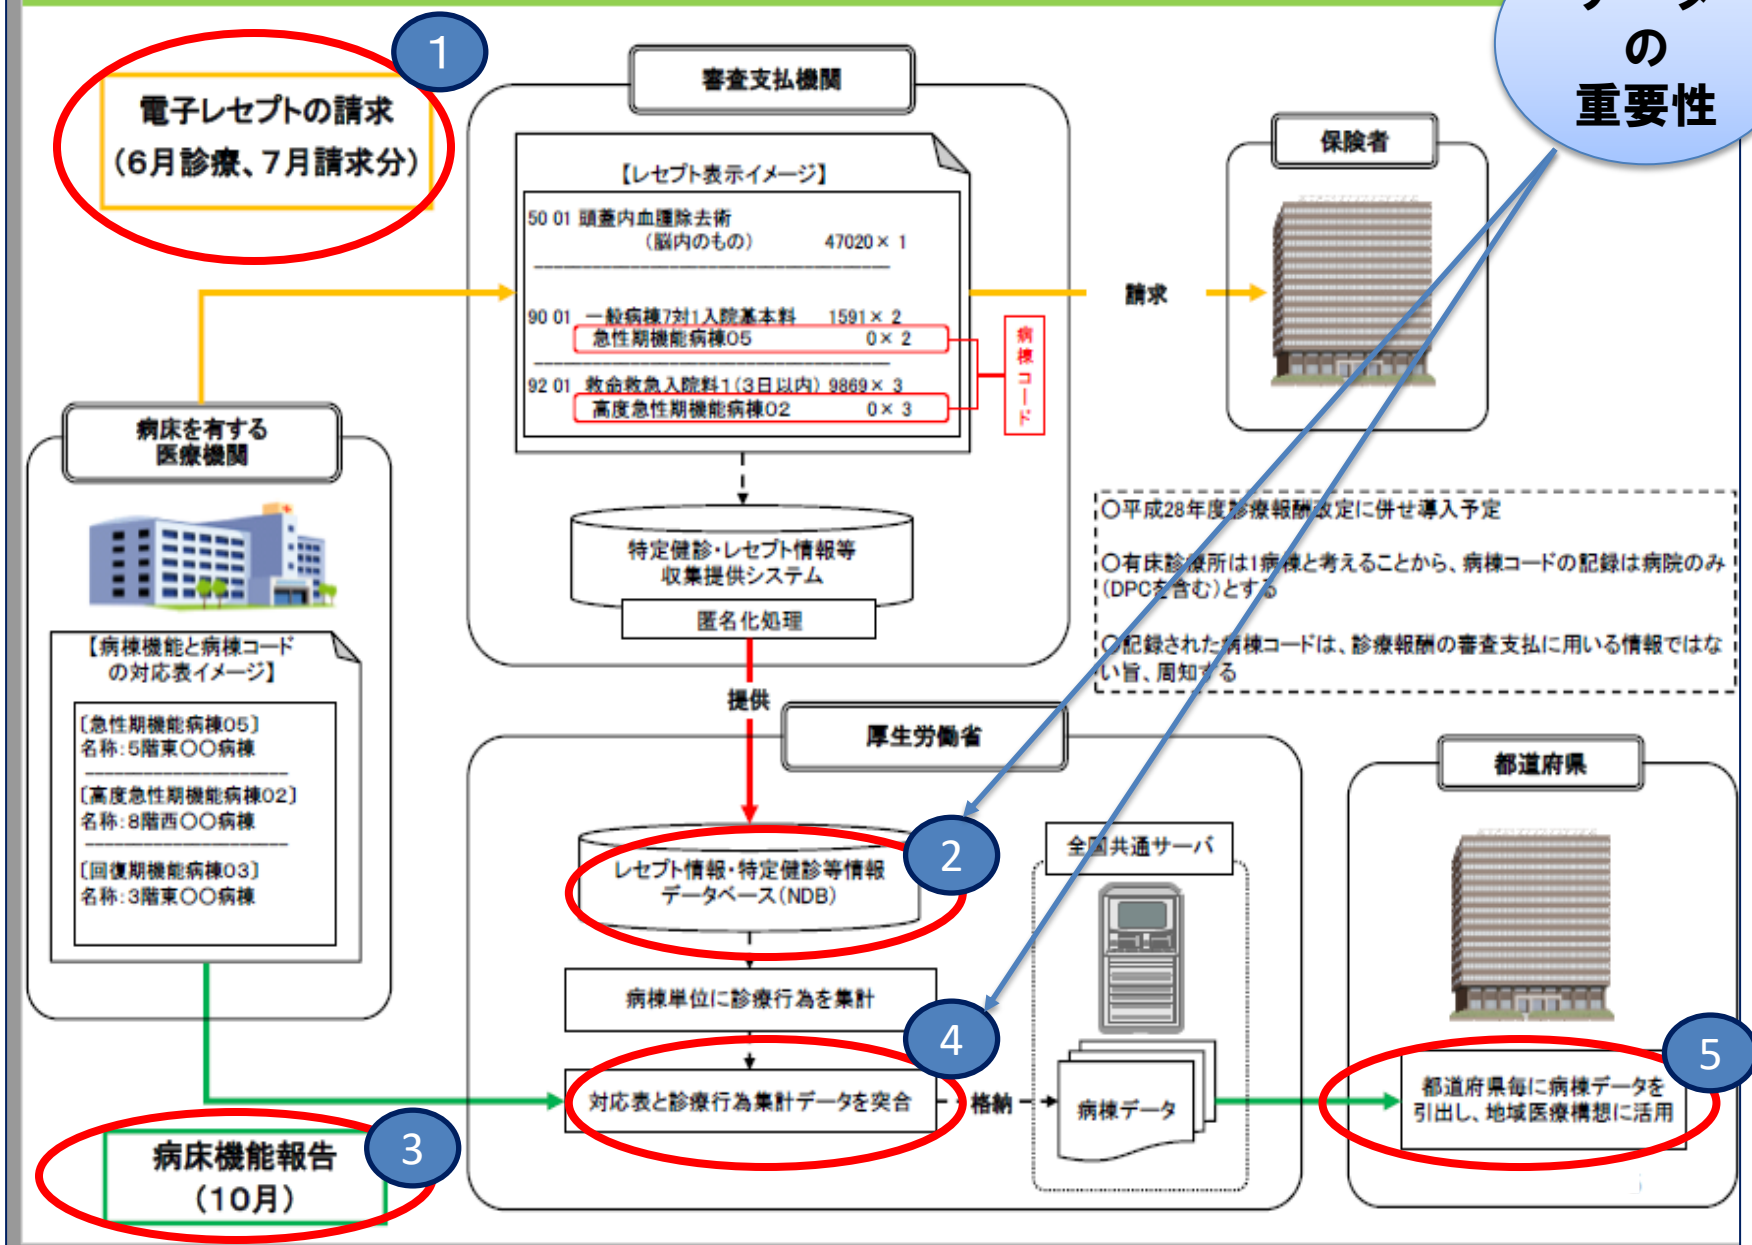 の
重要性
1
電子レセプトの請求
（6月診療、7月請求分）
審査支払機関
【レセプト表示イメージ】
50 01 頭蓋内血腫除去術
（脳内のもの） 47020× 1
90 01 一般病棟7対1入院基本料 1591× 2
急性期機能病棟05 0× 2
92 01 救命救急入院料1（3日以内） 9869× 3
高度急性期機能病棟02 0× 3
病棟コード
請求
保険者
特定健診・レセプト情報等
収集提供システム
匿名化処理
提供
病床を有する
医療機関
【病棟機能と病棟コード
の対応表イメージ】
〔急性期機能病棟05〕
名称：5階東〇〇病棟
〔高度急性期機能病棟02〕
名称：8階西〇〇病棟
〔回復期機能病棟03〕
名称：3階東〇〇病棟
〇平成28年度診療報酬改定に併せ導入予定
〇有床診療所は1病棟と考えることから、病棟コードの記録は病院のみ
（DPCを含む）とする
〇記録された病棟コードは、診療報酬の審査支払に用いる情報ではな
い旨、周知する
厚生労働省
2
レセプト情報・特定健診等情報
データベース（NDB）
病棟単位に診療行為を集計
4
対応表と診療行為集計データを突合
格納
全国共通サーバ
病棟データ
都道府県
5
都道府県毎に病棟データを
引出し、地域医療構想に活用
3
病床機能報告
（10月）